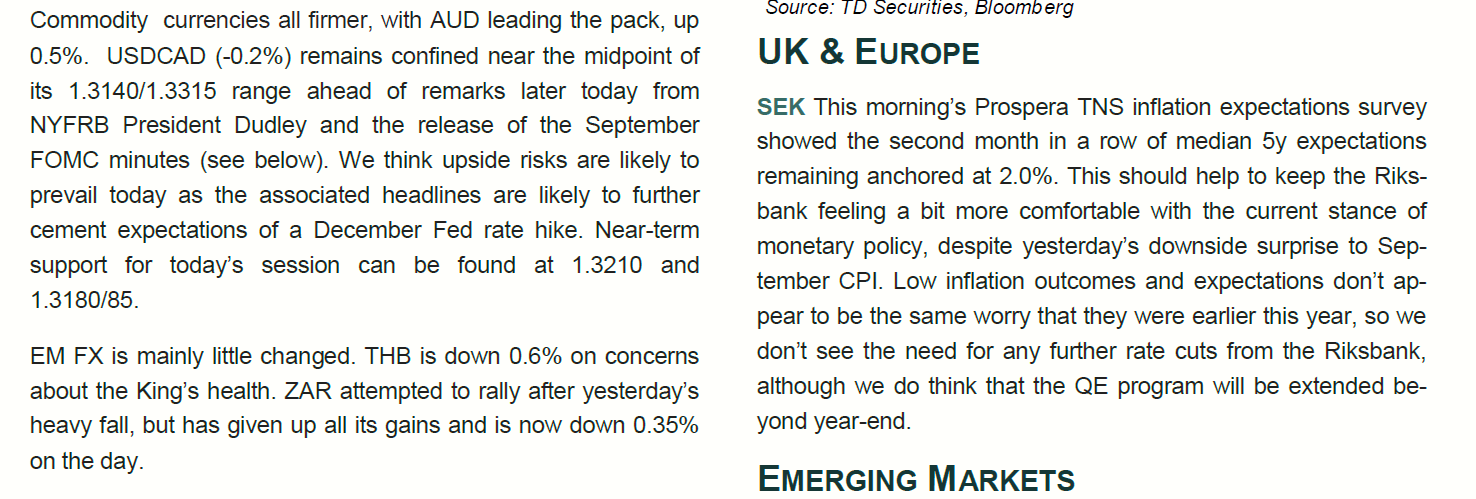 Commodity currencies all firmer, with AUD leading the pack, up
0.5%. USDCAD (-0.2%) remains confined near the midpoint of
its 1.3140/1.3315 range ahead of remarks later today from
NYFRB President Dudley and the release of the September
FOMC minutes (see below). We think upside risks are likely to
prevail today as the associated headlines are likely to further
cement expectations of a December Fed rate hike. Near-term
support for today’s session can be found at 1.3210 and
1.3180/85.
EM FX is mainly little changed. THB is down 0.6% on concerns
about the King’s health. ZAR attempted to rally after yesterday’s
heavy fall, but has given up all its gains and is now down 0.35%
on the day.
Source: TD Securities, Bloomberg
UK & EUROPE
SEK This morning’s Prospera TNS inflation expectations survey
showed the second month in a row of median 5y expectations
remaining anchored at 2.0%. This should help to keep the Riks-
bank feeling a bit more comfortable with the current stance of
monetary policy, despite yesterday’s downside surprise to Sep-
tember CPI. Low inflation outcomes and expectations don’t ap-
pear to be the same worry that they were earlier this year, so we
don’t see the need for any further rate cuts from the Riksbank,
although we do think that the QE program will be extended be-
yond year-end.
EMERGING MARKETS